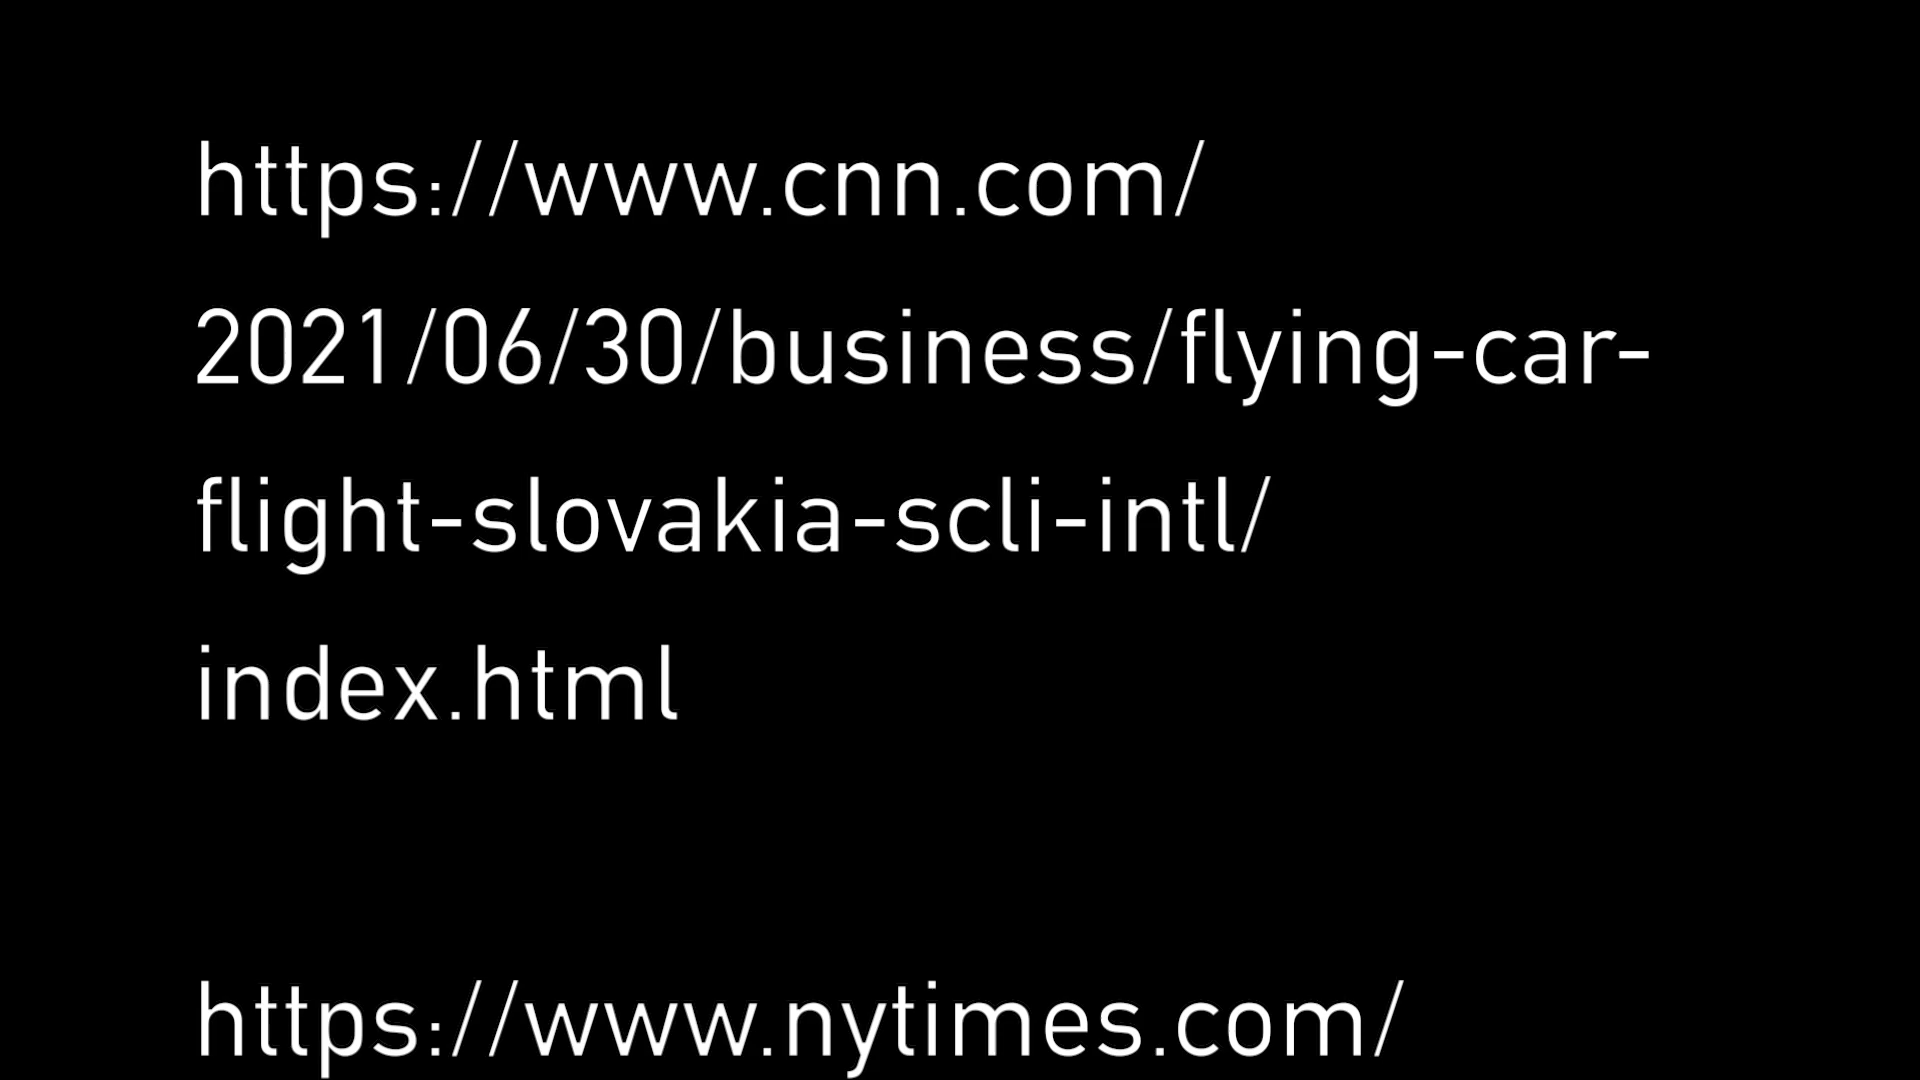 https://www.cnn.com/
2021/06/30/business/flying-car-
flight-slovakia-scli-intl/
index.html
https://www.nytimes.com/